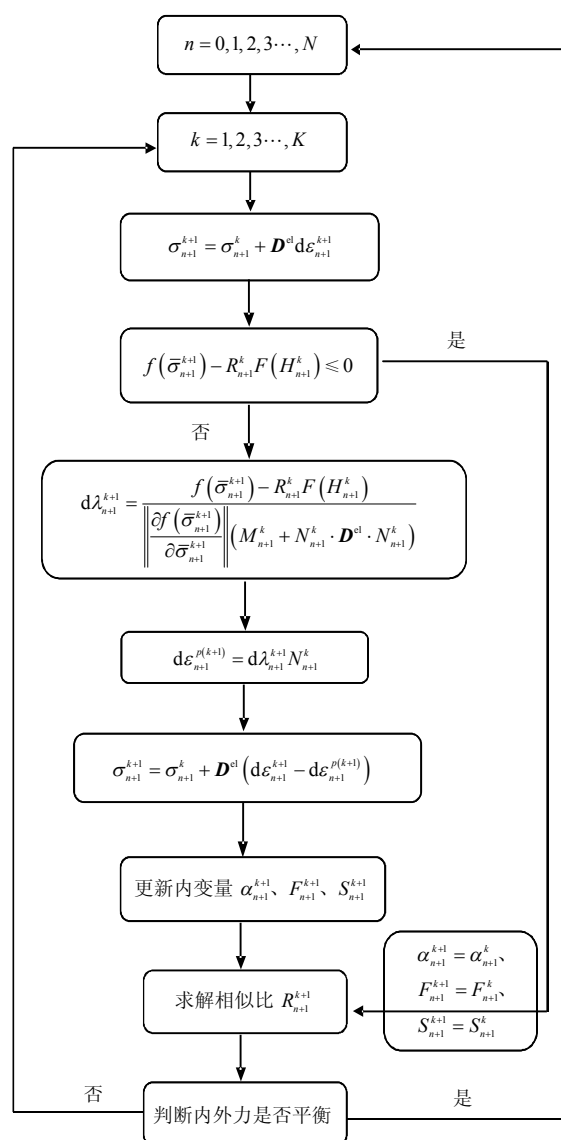 n = 0,1,2,3⋯, N
k = 1,2,3⋯, K
σ_{n+1}^{k+1} = σ_{n+1}^{k} + D^{el} dε_{n+1}^{k+1}
f(σ̄_{n+1}^{k+1}) − R_{n+1}^{k} F(H_{n+1}^{k}) ⩽ 0
是
否
dλ_{n+1}^{k+1} = \frac{f(σ̄_{n+1}^{k+1}) − R_{n+1}^{k} F(H_{n+1}^{k})}{‖\frac{∂f(σ̄_{n+1}^{k+1})}{∂σ̄_{n+1}^{k+1}}‖ (M_{n+1}^{k} + N_{n+1}^{k} · D^{el} · N_{n+1}^{k})}
dε_{n+1}^{p(k+1)} = dλ_{n+1}^{k+1} N_{n+1}^{k}
σ_{n+1}^{k+1} = σ_{n+1}^{k} + D^{el} (dε_{n+1}^{k+1} − dε_{n+1}^{p(k+1)})
更新内变量 α_{n+1}^{k+1}、F_{n+1}^{k+1}、S_{n+1}^{k+1}
α_{n+1}^{k+1} = α_{n+1}^{k}、
F_{n+1}^{k+1} = F_{n+1}^{k}、
S_{n+1}^{k+1} = S_{n+1}^{k}
求解相似比 R_{n+1}^{k+1}
否
判断内外力是否平衡
是